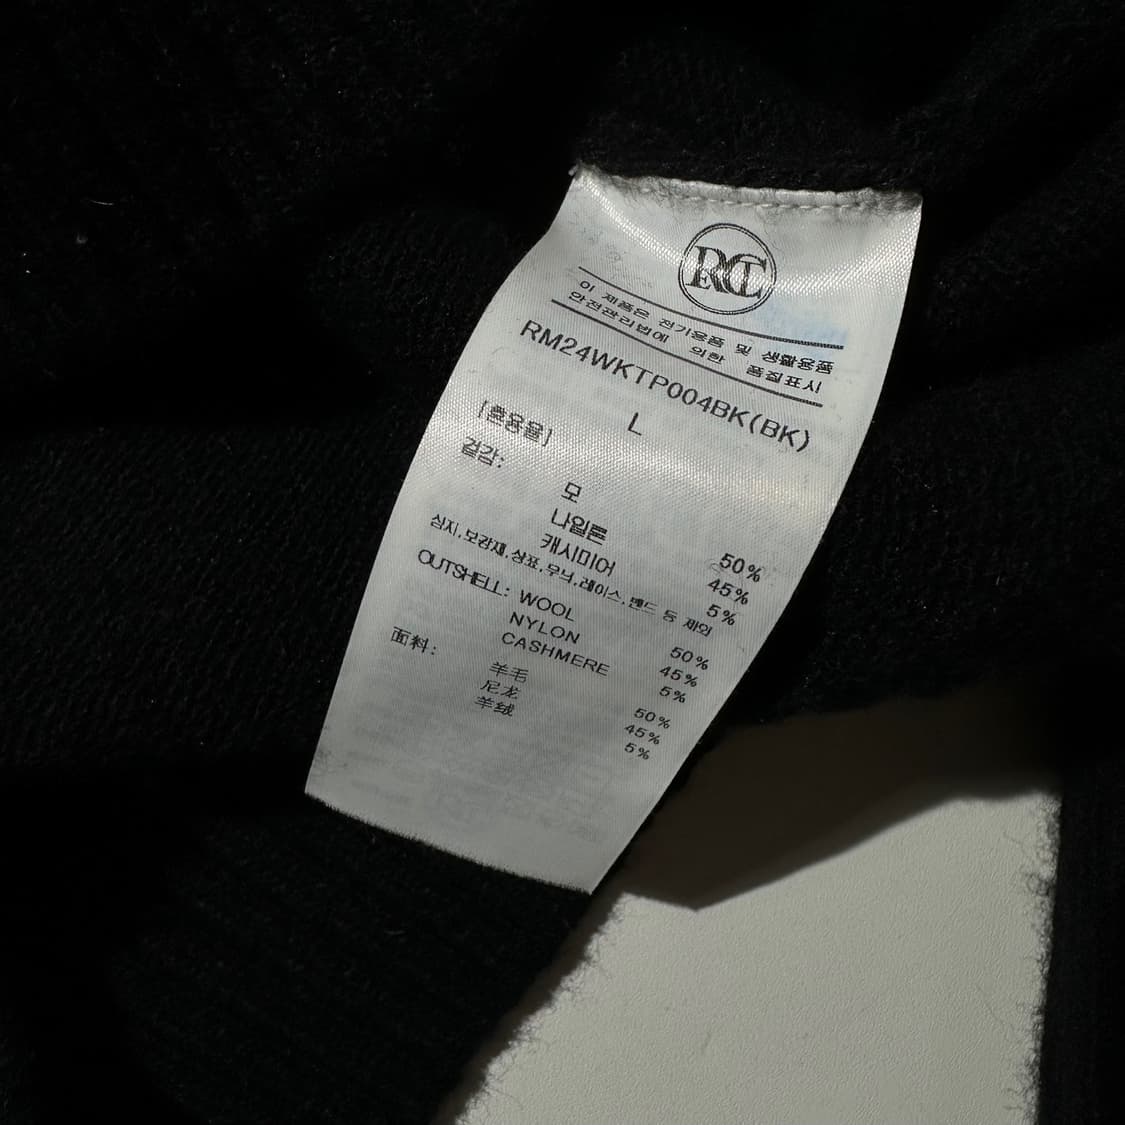 RCT
이 제품은 전기용품 및 생활용품
안전관리법에 의한 품질표시
RM24WKTP004BK(BK)
L
[혼용율]
겉감:
모 50%
나일론 45%
캐시미어 5%
심지,보강재,상표,무늬,레이스,밴드 등 제외
OUTSHELL: WOOL 50%
NYLON 45%
CASHMERE 5%
面料:
羊毛 50%
尼龙 45%
羊绒 5%